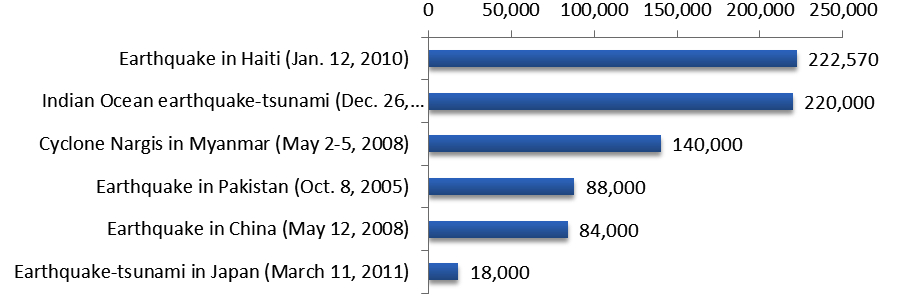 0 50,000 100,000 150,000 200,000 250,000
Earthquake in Haiti (Jan. 12, 2010) 222,570
Indian Ocean earthquake-tsunami (Dec. 26,... 220,000
Cyclone Nargis in Myanmar (May 2-5, 2008) 140,000
Earthquake in Pakistan (Oct. 8, 2005) 88,000
Earthquake in China (May 12, 2008) 84,000
Earthquake-tsunami in Japan (March 11, 2011) 18,000